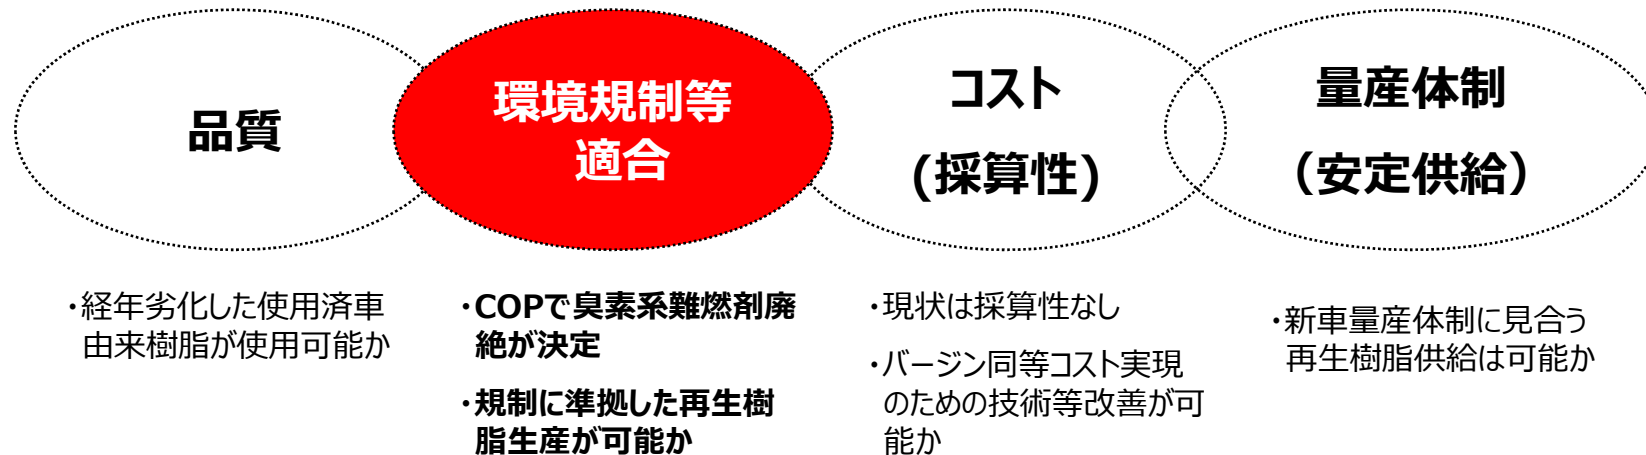 品質
環境規制等
適合
コスト
(採算性)
量産体制
（安定供給）
・経年劣化した使用済車
由来樹脂が使用可能か
・COPで臭素系難燃剤廃
絶が決定
・規制に準拠した再生樹
脂生産が可能か
・現状は採算性なし
・バージン同等コスト実現
のための技術等改善が可
能か
・新車量産体制に見合う
再生樹脂供給は可能か